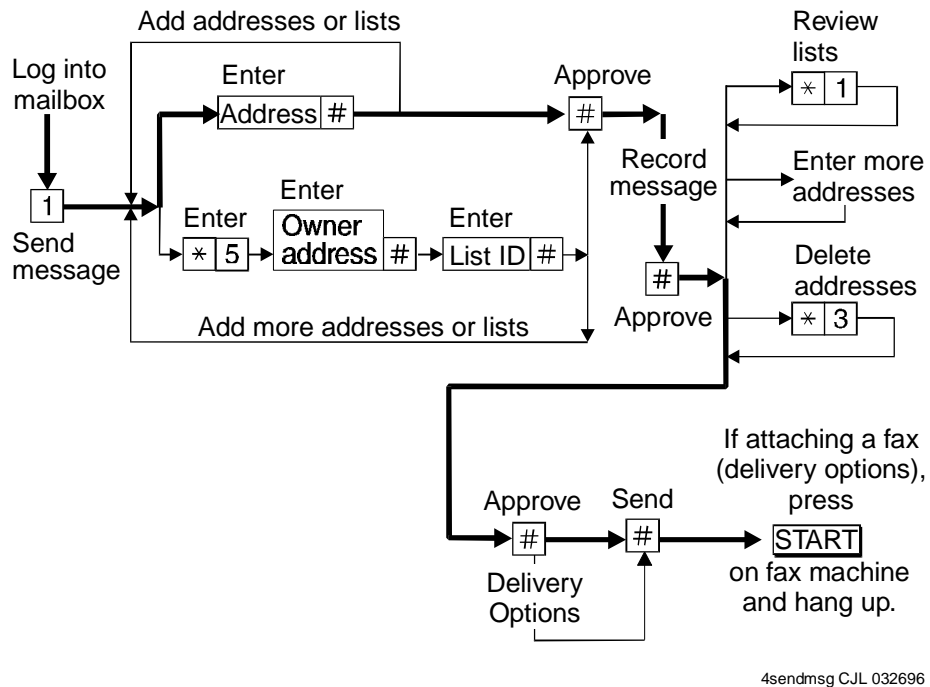 Add addresses or lists
Log into
mailbox
1
Send
message
Enter
Address #
Approve
#
Record
message
#
Approve
Enter
* 5
Enter
Owner
address #
Enter
List ID #
Add more addresses or lists
Review
lists
* 1
Enter more
addresses
Delete
addresses
* 3
Approve
#
Delivery
Options
Send
#
If attaching a fax
(delivery options),
press
START
on fax machine
and hang up.
4sendmsg CJL 032696